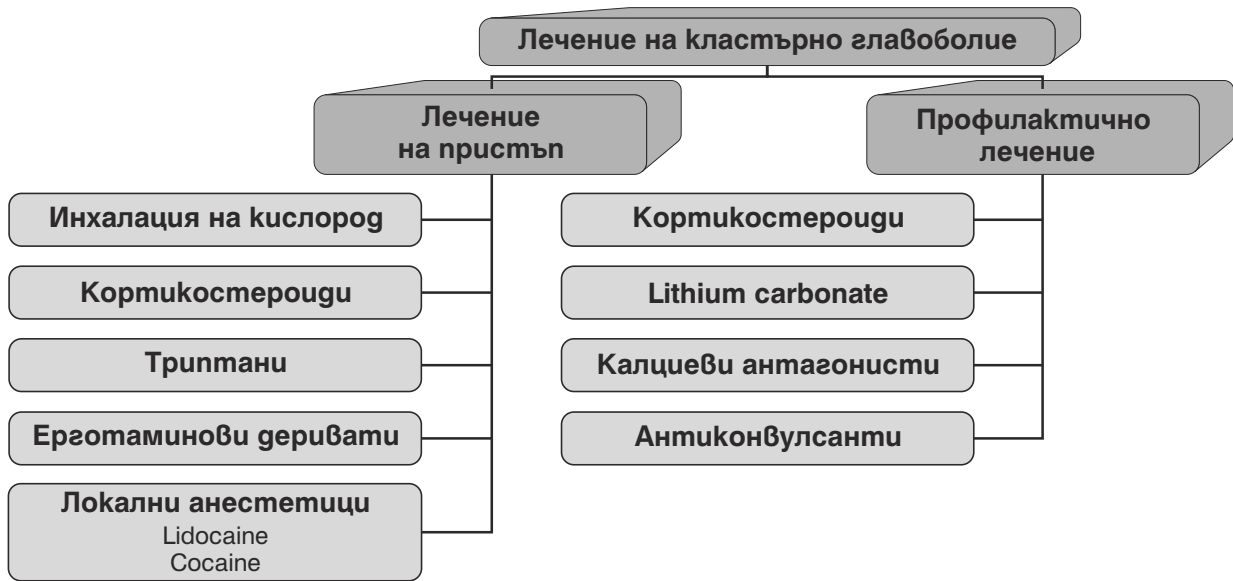 Лечение на кластърно главоболие
Лечение
на пристъп
Инхалация на кислород
Кортикостероиди
Триптани
Ерготаминови деривати
Локални анестетици
Lidocaine
Cocaine
Профилактично
лечение
Кортикостероиди
Lithium carbonate
Калциеви антагонисти
Антиконвулсанти